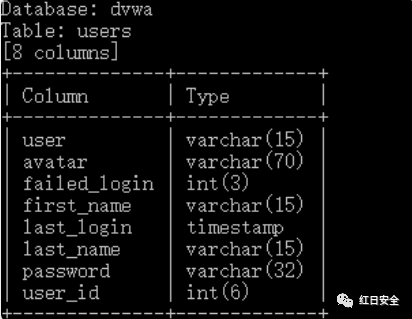 Database: dvwa
Table: users
[8 columns]
+--------------+-------------+
| Column | Type |
+--------------+-------------+
| user | varchar(15) |
| avatar | varchar(70) |
| failed_login | int(3) |
| first_name | varchar(15) |
| last_login | timestamp |
| last_name | varchar(15) |
| password | varchar(32) |
| user_id | int(6) |
+--------------+-------------+
红日安全